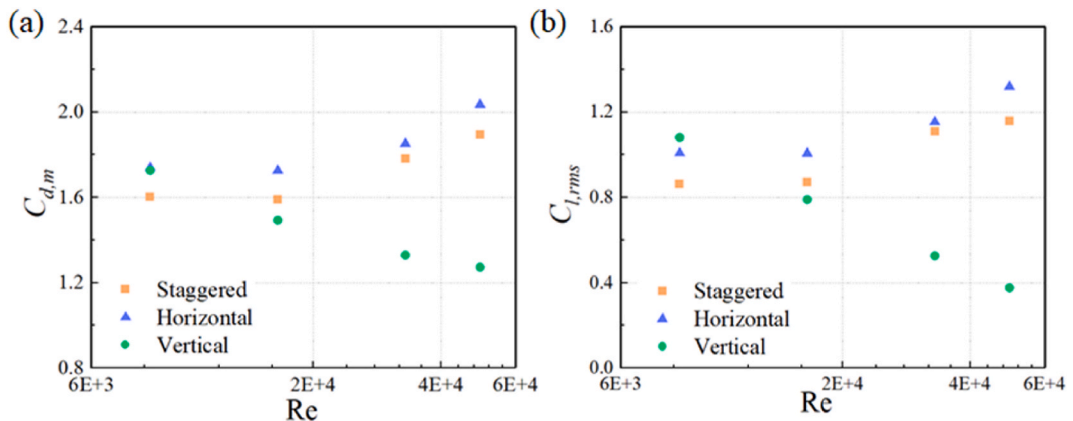 (a)
2.4
2.0
1.6
1.2
0.8
C_{d,m}
Staggered
Horizontal
Vertical
6E+3
2E+4
4E+4
6E+4
Re
(b)
1.6
1.2
0.8
0.4
0.0
C_{l,rms}
Staggered
Horizontal
Vertical
6E+3
2E+4
4E+4
6E+4
Re